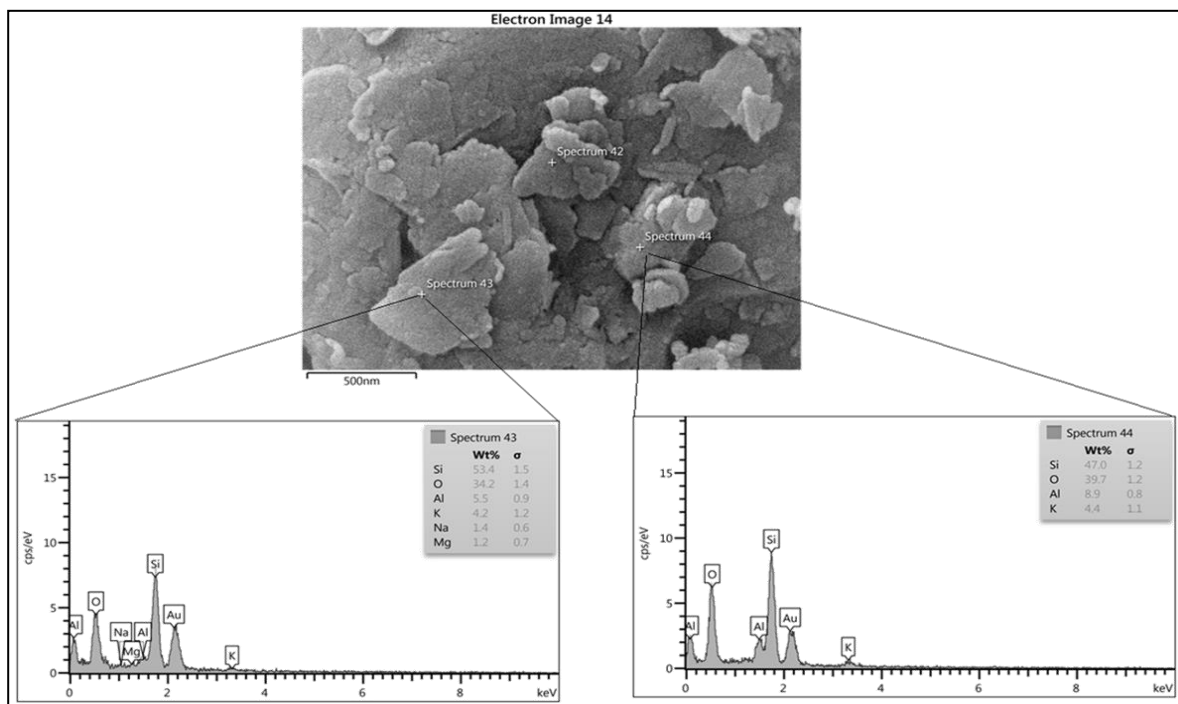 Electron Image 14
Spectrum 42
Spectrum 44
Spectrum 43
500nm
Spectrum 43
Wt% σ
Si 53.4 1.5
O 34.2 1.4
Al 5.5 0.9
K 4.2 1.2
Na 1.4 0.6
Mg 1.2 0.7
15
10
5
0
cps/eV
Al
O
Na
Mg
Al
Si
Au
K
0 2 4 6 8 keV
Spectrum 44
Wt% σ
Si 47.0 1.2
O 39.7 1.2
Al 8.9 0.8
K 4.4 1.1
15
10
5
0
cps/eV
Al
O
Al
Si
Au
K
0 2 4 6 8 keV